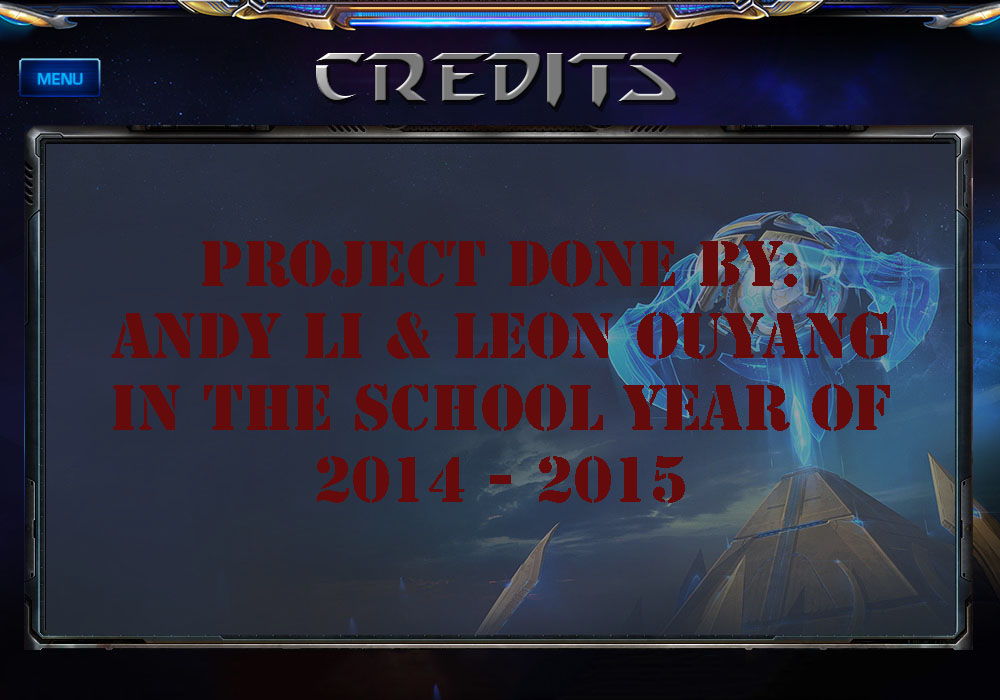 MENU
CREDITS
PROJECT DONE BY:
ANDY LI & LEON OUYANG
IN THE SCHOOL YEAR OF
2014 - 2015